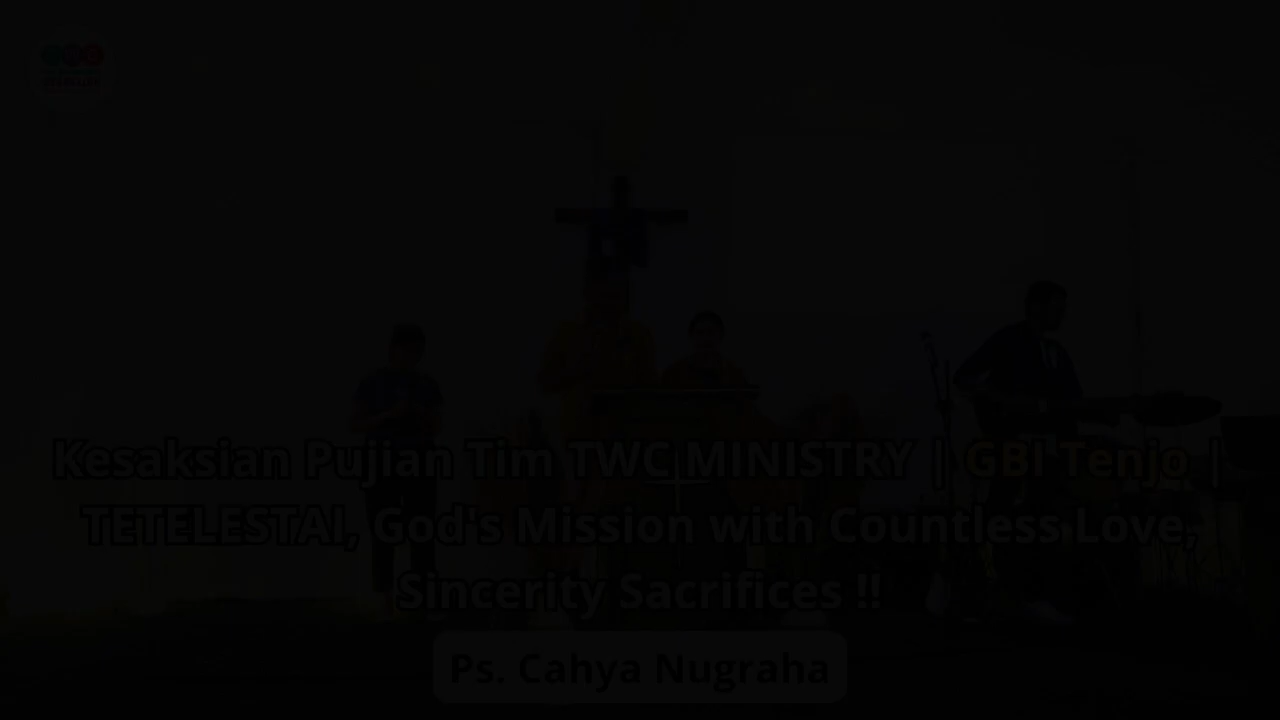 Kesaksian Pujian Tim TWC MINISTRY | GBI Tenjo |
TETELESTAI, God's Mission with Countless Love,
Sincerity Sacrifices !!
Ps. Cahya Nugraha